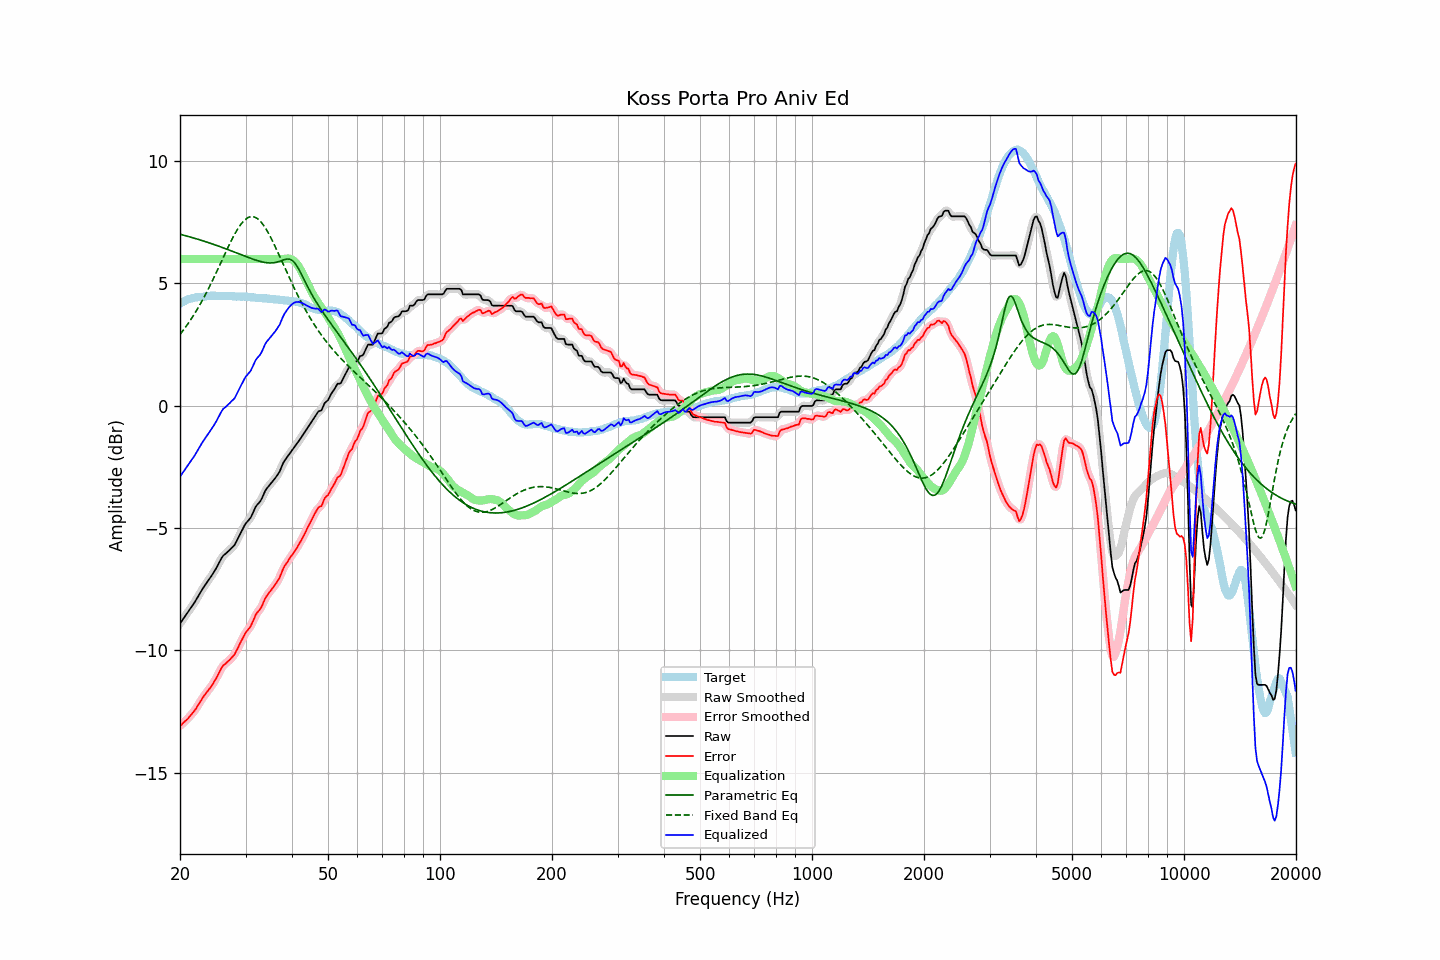 Koss Porta Pro Aniv Ed
Amplitude (dBr)
10
5
0
−5
−10
−15
Target
Raw Smoothed
Error Smoothed
Raw
Error
Equalization
Parametric Eq
Fixed Band Eq
Equalized
20 50 100 200 500 1000 2000 5000 10000 20000
Frequency (Hz)